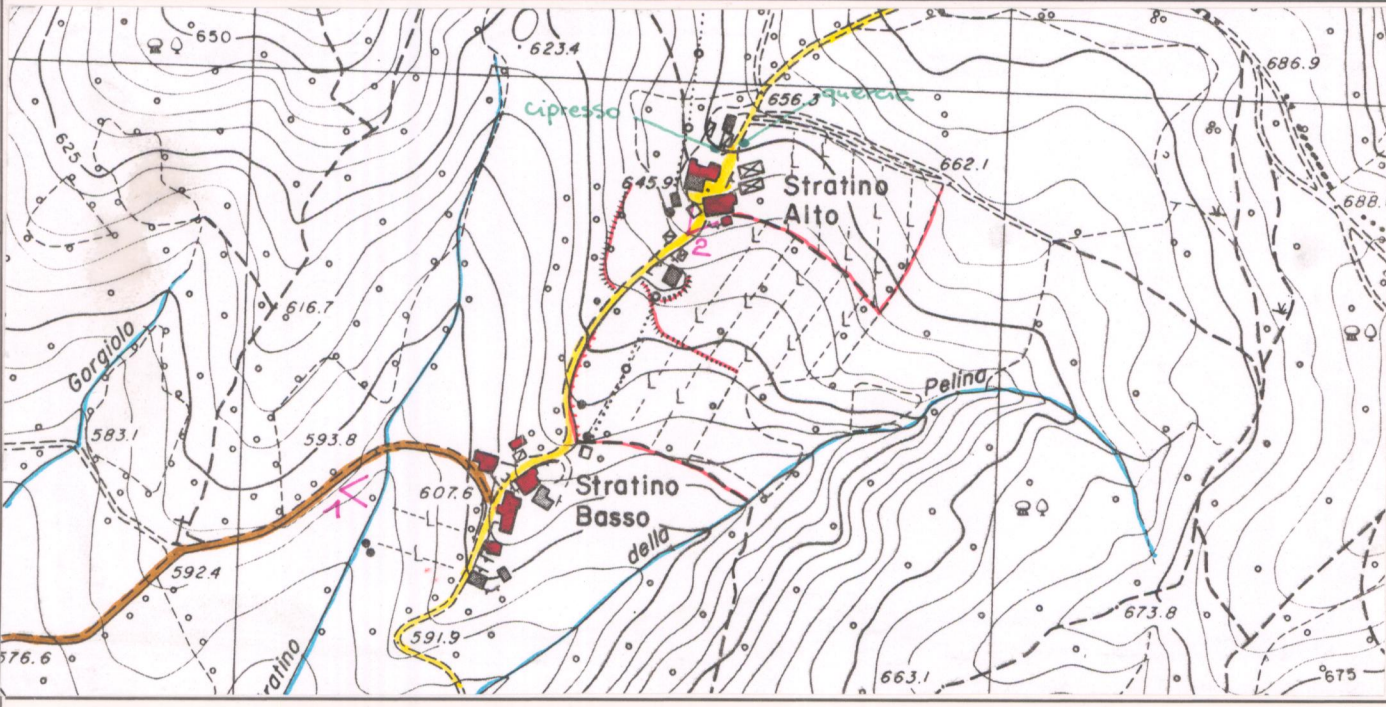 650
623.4
686.9
cipresso
656.3
quercia
625
662.1
645.9
Stratino
Alto
688.
2
616.7
Gorgiolo
Pelina
583.1
593.8
607.6
1
Stratino
Basso
della
592.4
591.9
673.8
576.6
ratino
663.1
675